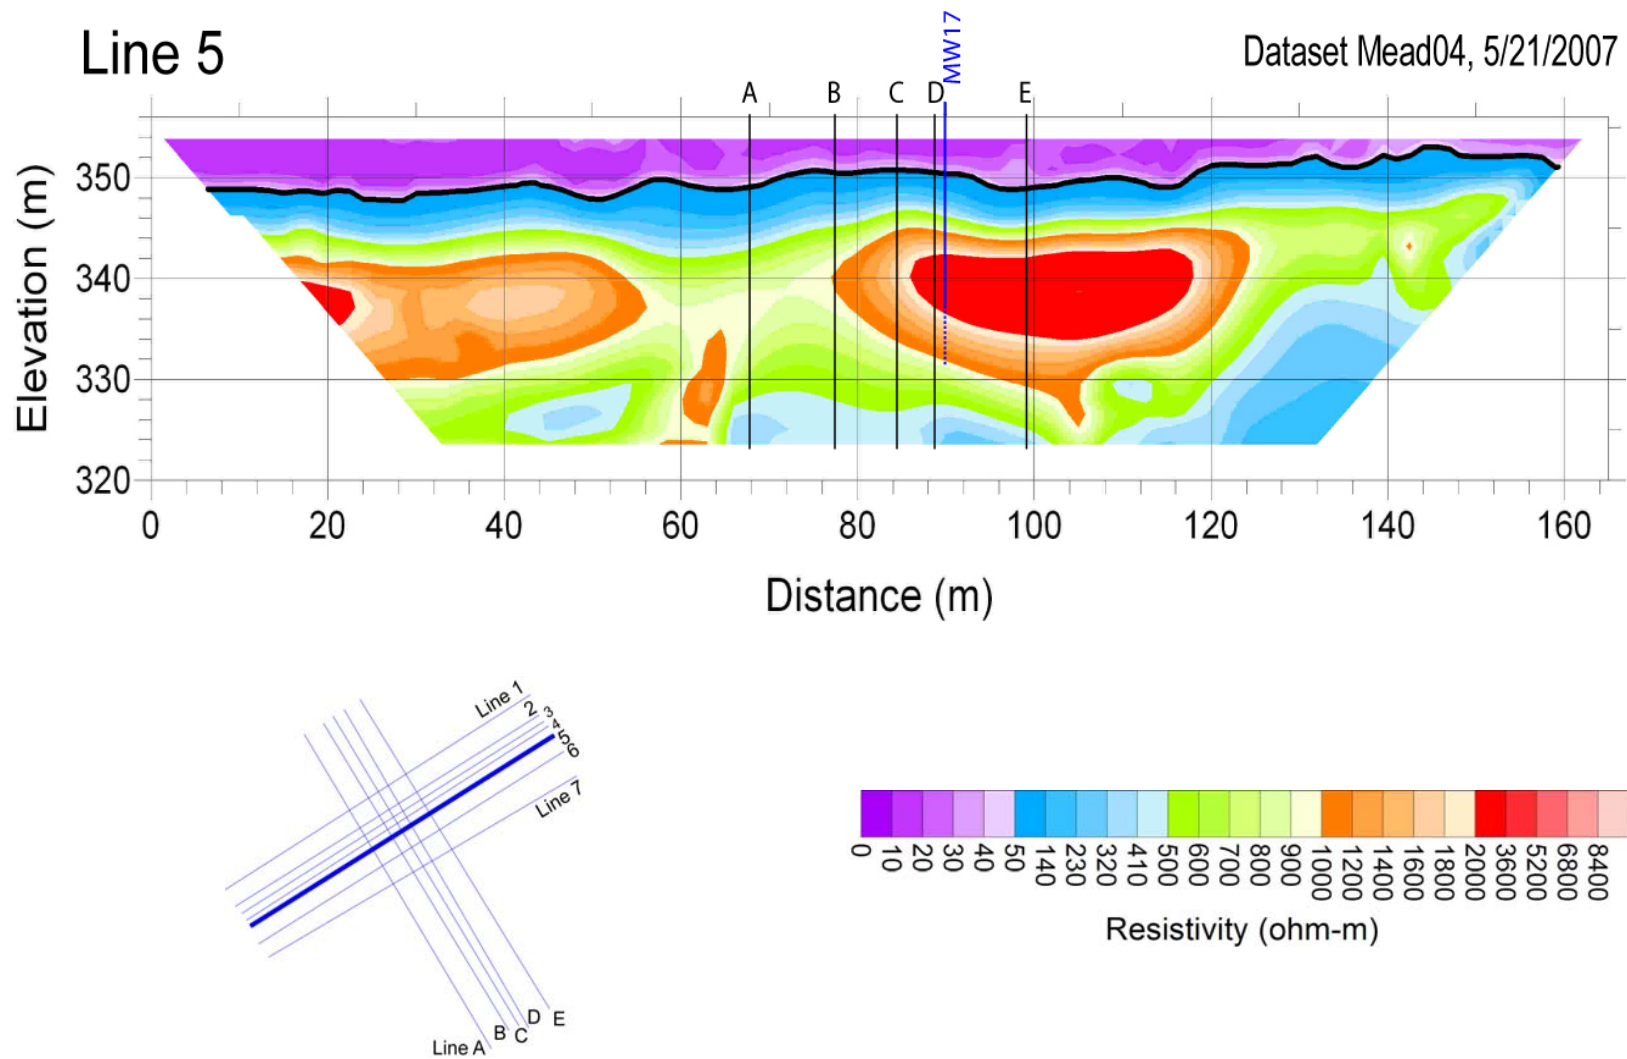 Line 5
Dataset Mead04, 5/21/2007
MW17
A B C D E
Elevation (m)
350
340
330
320
0 20 40 60 80 100 120 140 160
Distance (m)
Line 1
2
3
4
5
6
Line 7
Line A B C D E
0 10 20 30 40 50 140 230 320 410 500 600 700 800 900 1000 1200 1400 1600 1800 2000 3600 5200 6800 8400
Resistivity (ohm-m)